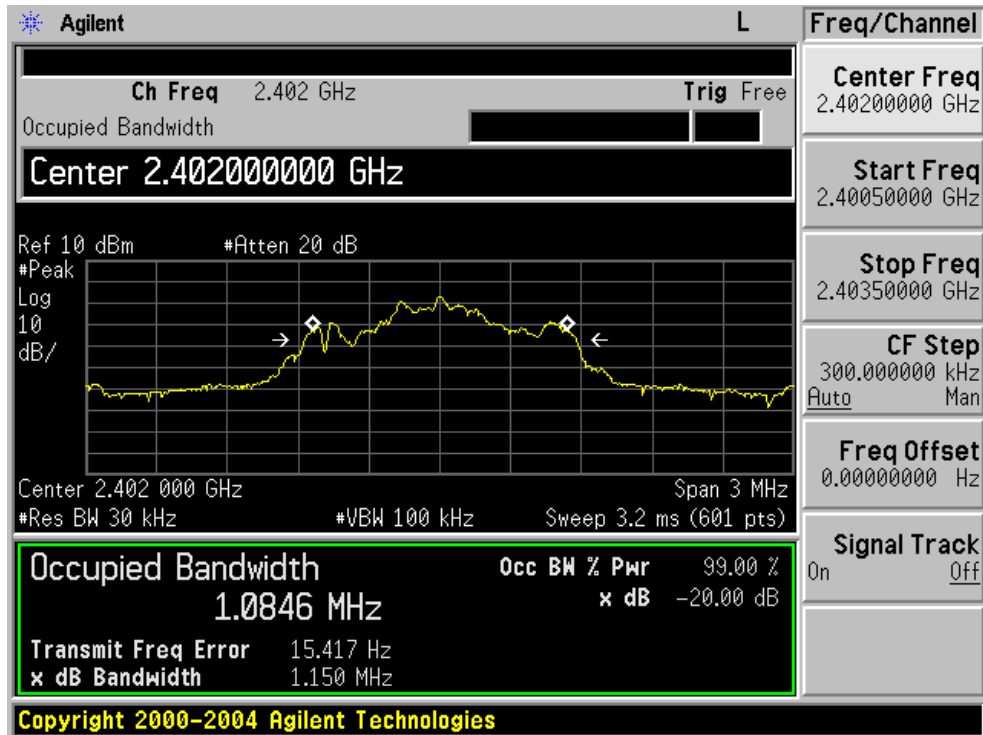 Agilent L
Ch Freq 2.402 GHz Trig Free
Occupied Bandwidth
Center 2.402000000 GHz
Ref 10 dBm #Atten 20 dB
#Peak
Log
10
dB/
Center 2.402 000 GHz Span 3 MHz
#Res BW 30 kHz #VBW 100 kHz Sweep 3.2 ms (601 pts)
Occupied Bandwidth Occ BW % Pwr 99.00 %
1.0846 MHz x dB -20.00 dB
Transmit Freq Error 15.417 Hz
x dB Bandwidth 1.150 MHz
Copyright 2000-2004 Agilent Technologies
Freq/Channel
Center Freq
2.40200000 GHz
Start Freq
2.40050000 GHz
Stop Freq
2.40350000 GHz
CF Step
300.000000 kHz
Auto Man
Freq Offset
0.00000000 Hz
Signal Track
On Off